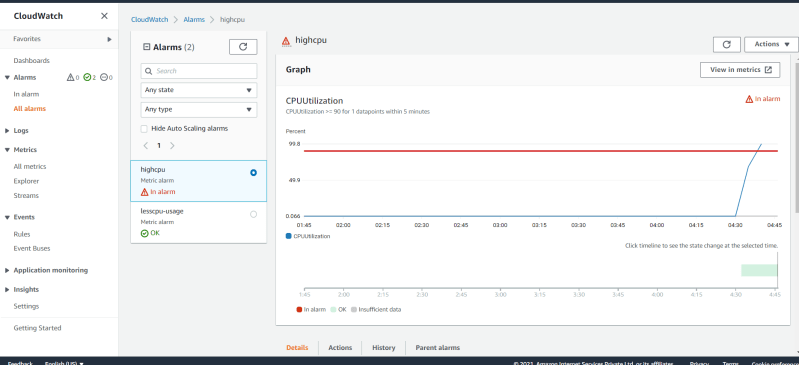 CloudWatch
Favorites
Dashboards
Alarms 0 2 0
In alarm
All alarms
Logs
Metrics
All metrics
Explorer
Streams
Events
Rules
Event Buses
Application monitoring
Insights
Settings
Getting Started
CloudWatch > Alarms > highcpu
Alarms (2)
Search
Any state
Any type
Hide Auto Scaling alarms
1
highcpu
Metric alarm
In alarm
lesscpu-usage
Metric alarm
OK
highcpu
Actions
Graph
View in metrics
CPUUtilization
In alarm
CPUUtilization >= 90 for 1 datapoints within 5 minutes
Percent
99.8
49.9
0.066
01:45 02:00 02:15 02:30 02:45 03:00 03:15 03:30 03:45 04:00 04:15 04:30 04:45
CPUUtilization
Click timeline to see the state change at the selected time.
1:45 2:00 2:15 2:30 2:45 3:00 3:15 3:30 3:45 4:00 4:15 4:30 4:45
In alarm OK Insufficient data
Details Actions History Parent alarms
Feedback English (US) © 2021, Amazon Internet Services Private Ltd. or its affiliates. Privacy Terms Cookie preferences